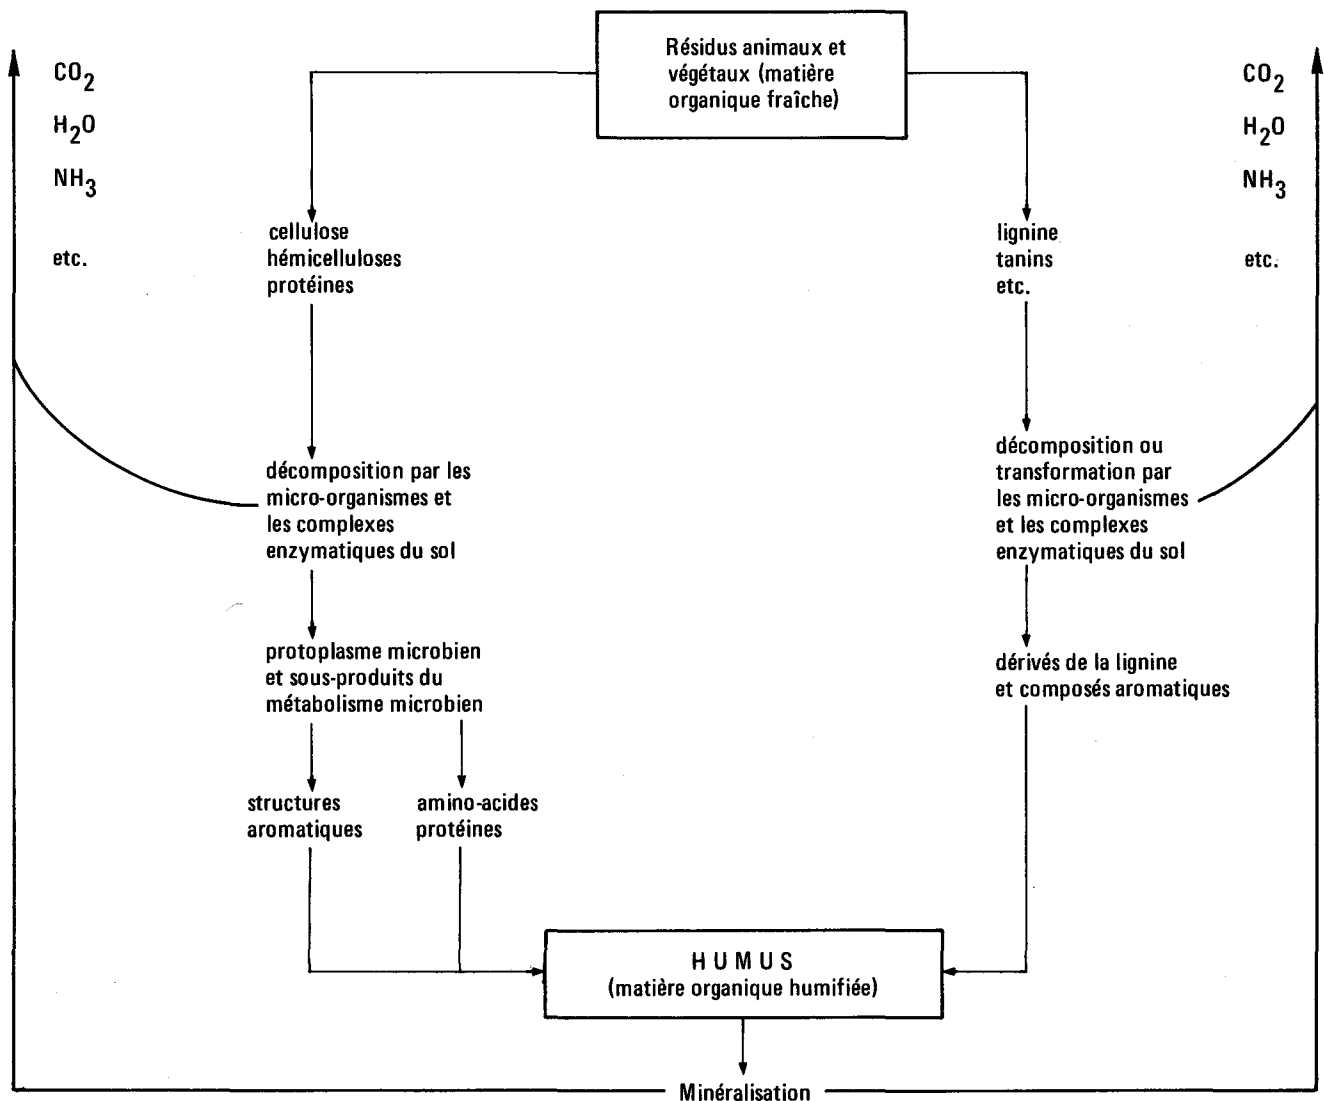 Résidus animaux et
végétaux (matière
organique fraîche)
CO2
H2O
NH3
etc.
CO2
H2O
NH3
etc.
cellulose
hémicelluloses
protéines
lignine
tanins
etc.
décomposition par les
micro-organismes et
les complexes
enzymatiques du sol
décomposition ou
transformation par
les micro-organismes
et les complexes
enzymatiques du sol
protoplasme microbien
et sous-produits du
métabolisme microbien
dérivés de la lignine
et composés aromatiques
structures
aromatiques
amino-acides
protéines
HUMUS
(matière organique humifiée)
Minéralisation